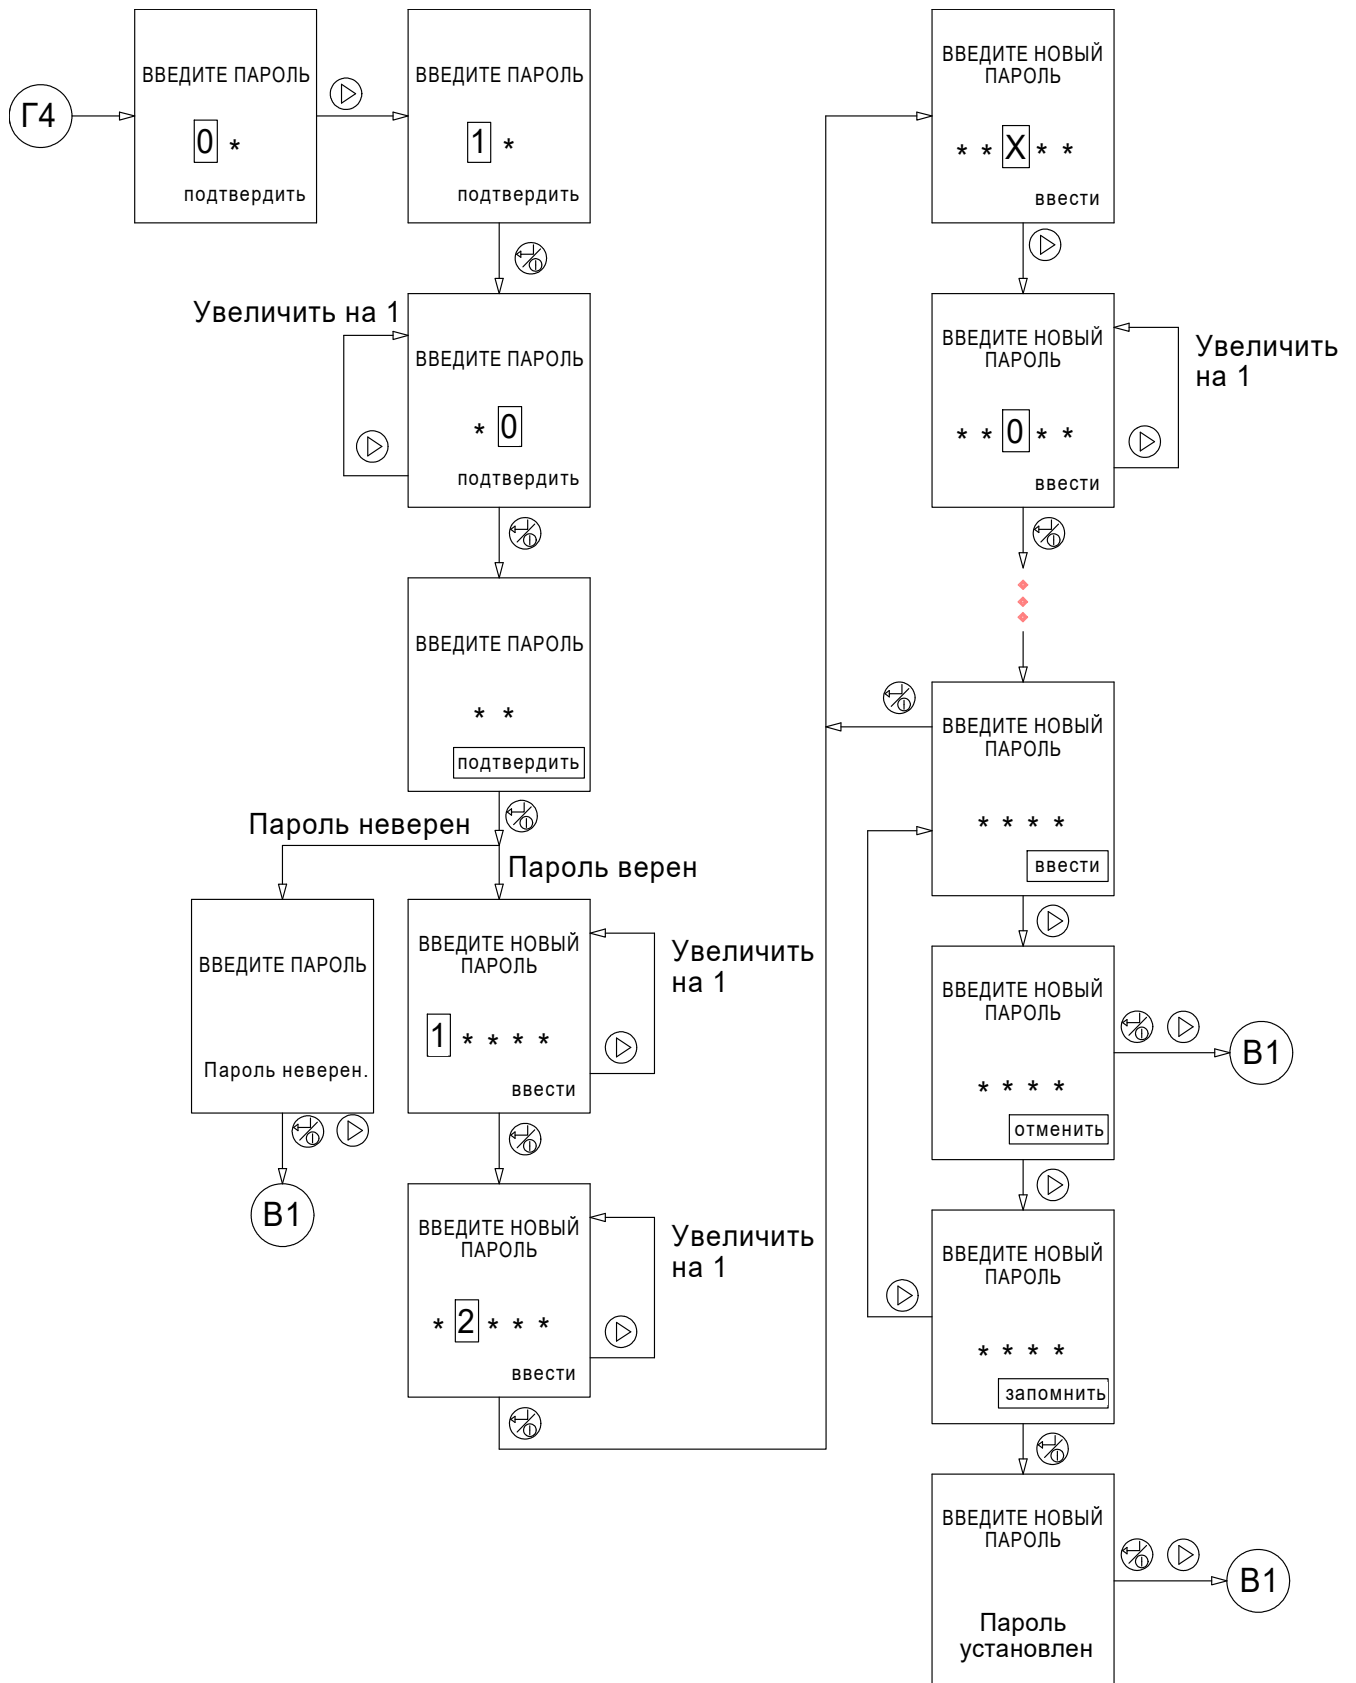 Г4
ВВЕДИТЕ ПАРОЛЬ
0 *
подтвердить
ВВЕДИТЕ ПАРОЛЬ
1 *
подтвердить
Увеличить на 1
ВВЕДИТЕ ПАРОЛЬ
* 0
подтвердить
ВВЕДИТЕ ПАРОЛЬ
* *
подтвердить
Пароль неверен
Пароль верен
ВВЕДИТЕ ПАРОЛЬ
Пароль неверен.
В1
ВВЕДИТЕ НОВЫЙ
ПАРОЛЬ
1 * * * *
ввести
Увеличить
на 1
ВВЕДИТЕ НОВЫЙ
ПАРОЛЬ
* 2 * * *
ввести
Увеличить
на 1
ВВЕДИТЕ НОВЫЙ
ПАРОЛЬ
* * X * *
ввести
ВВЕДИТЕ НОВЫЙ
ПАРОЛЬ
* * 0 * *
ввести
Увеличить
на 1
ВВЕДИТЕ НОВЫЙ
ПАРОЛЬ
* * * *
ввести
ВВЕДИТЕ НОВЫЙ
ПАРОЛЬ
* * * *
отменить
В1
ВВЕДИТЕ НОВЫЙ
ПАРОЛЬ
* * * *
запомнить
ВВЕДИТЕ НОВЫЙ
ПАРОЛЬ
Пароль
установлен
В1